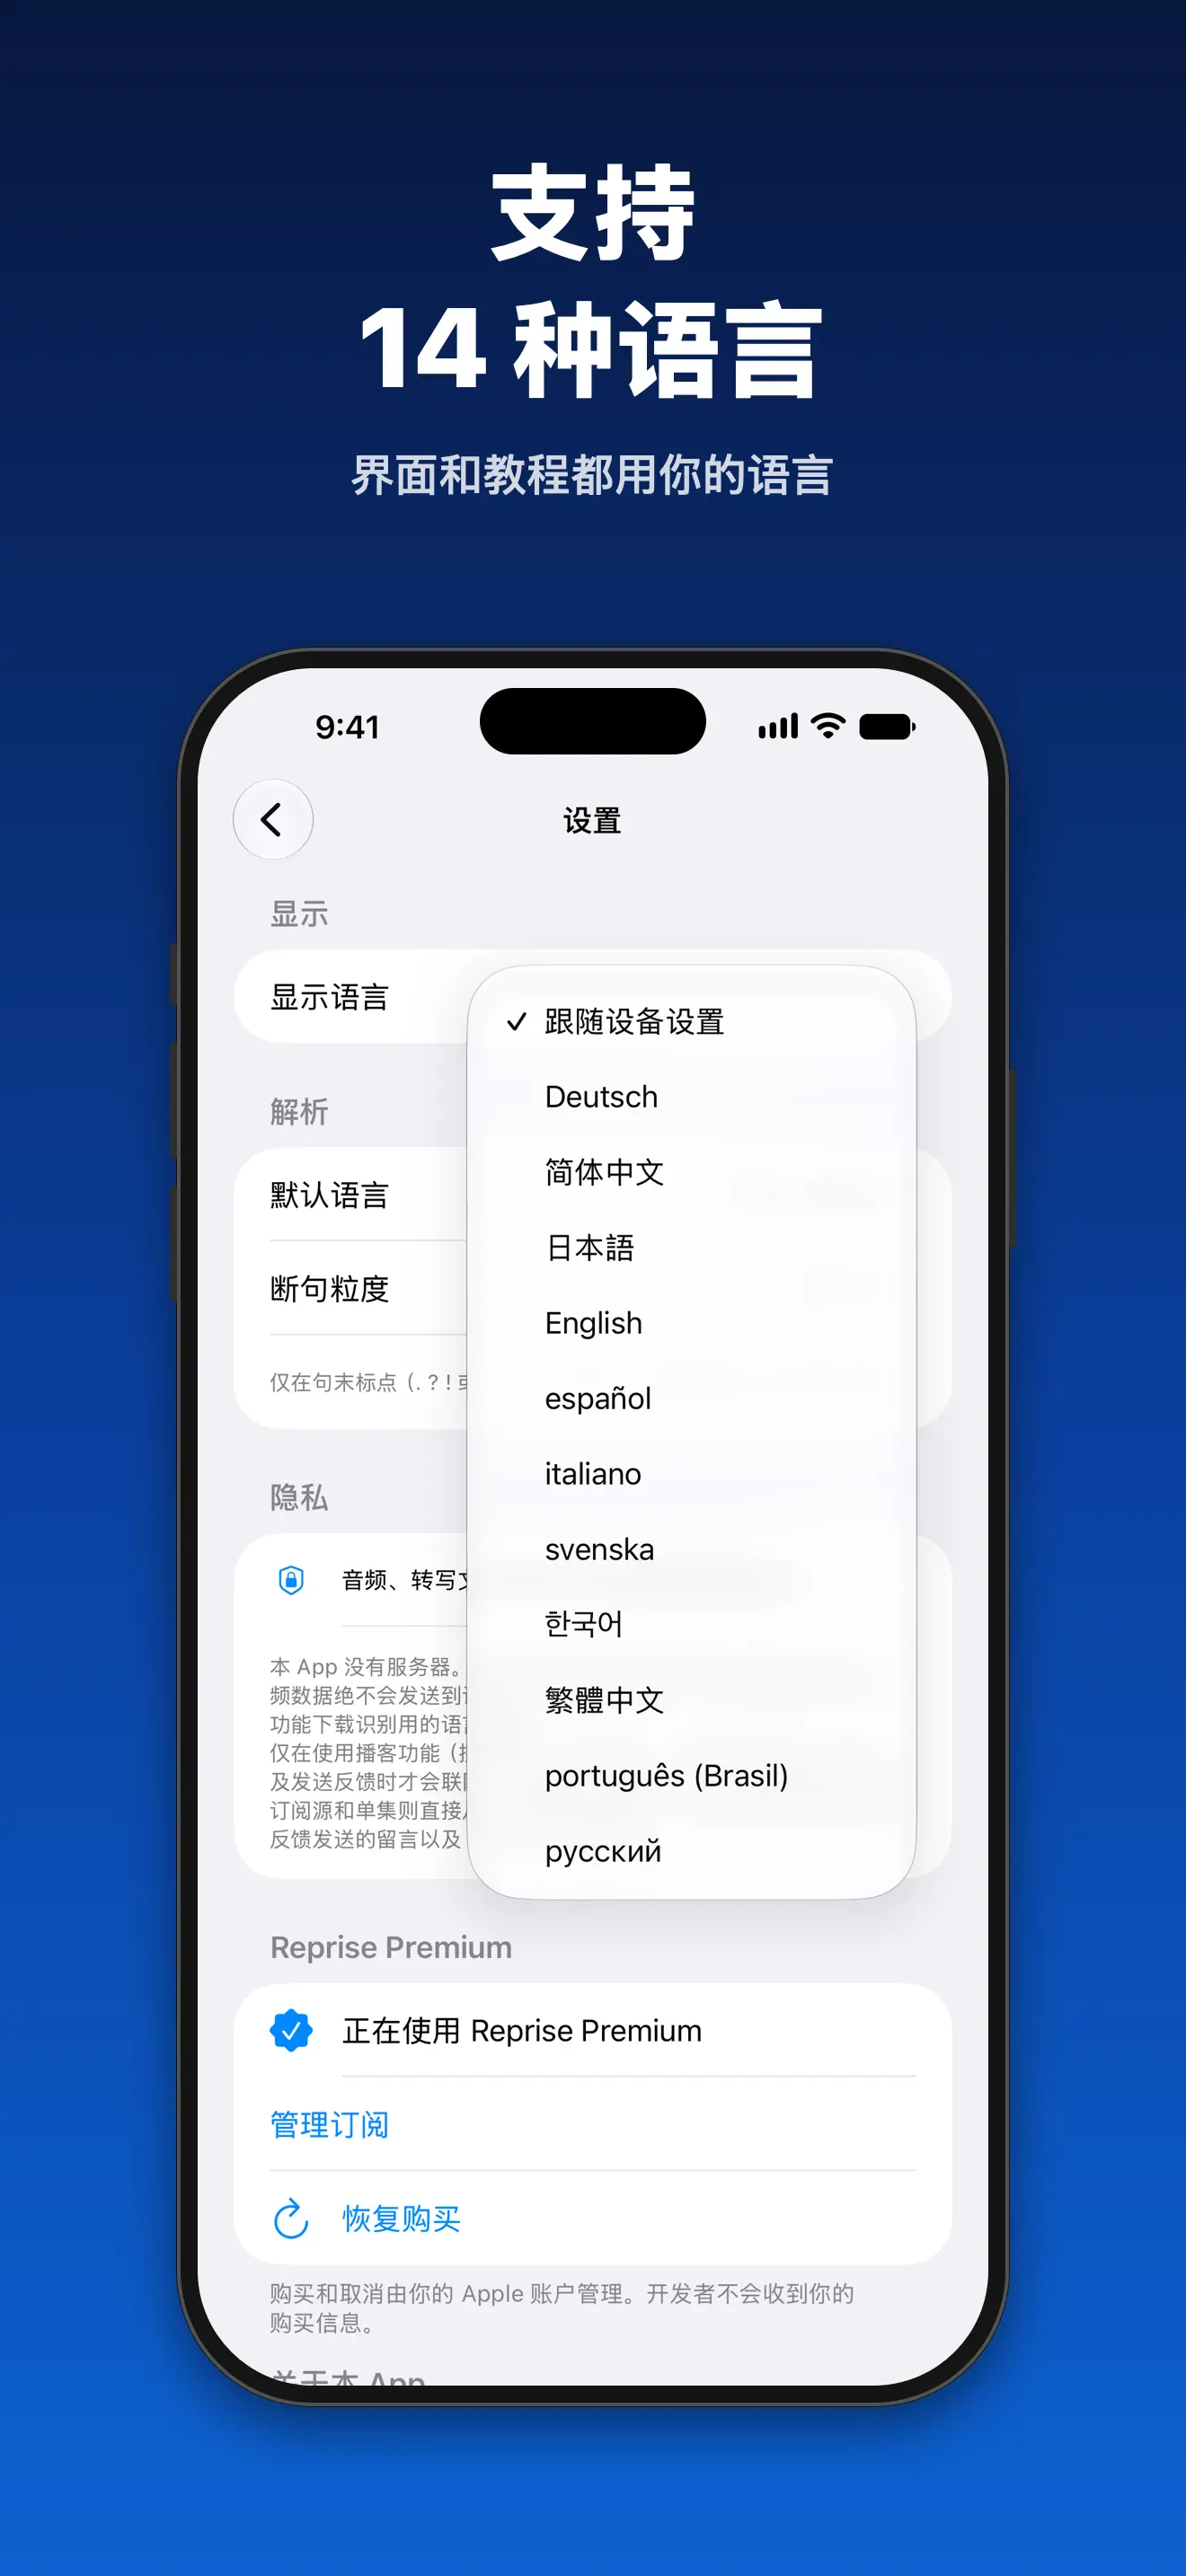 支持
14 种语言
界面和教程都用你的语言
9:41
设置
显示
显示语言
✓ 跟随设备设置
Deutsch
简体中文
日本語
English
español
italiano
svenska
한국어
繁體中文
português (Brasil)
русский
解析
默认语言
断句粒度
仅在句末标点 (. ? !
隐私
音频、转写
本 App 没有服务器。
频数据绝不会发送到
功能下载识别用的语
仅在使用播客功能（
及发送反馈时才会联
订阅源和单集则直接
反馈发送的留言以及
Reprise Premium
正在使用 Reprise Premium
管理订阅
恢复购买
购买和取消由你的 Apple 账户管理。开发者不会收到你的
购买信息。
关于本 App